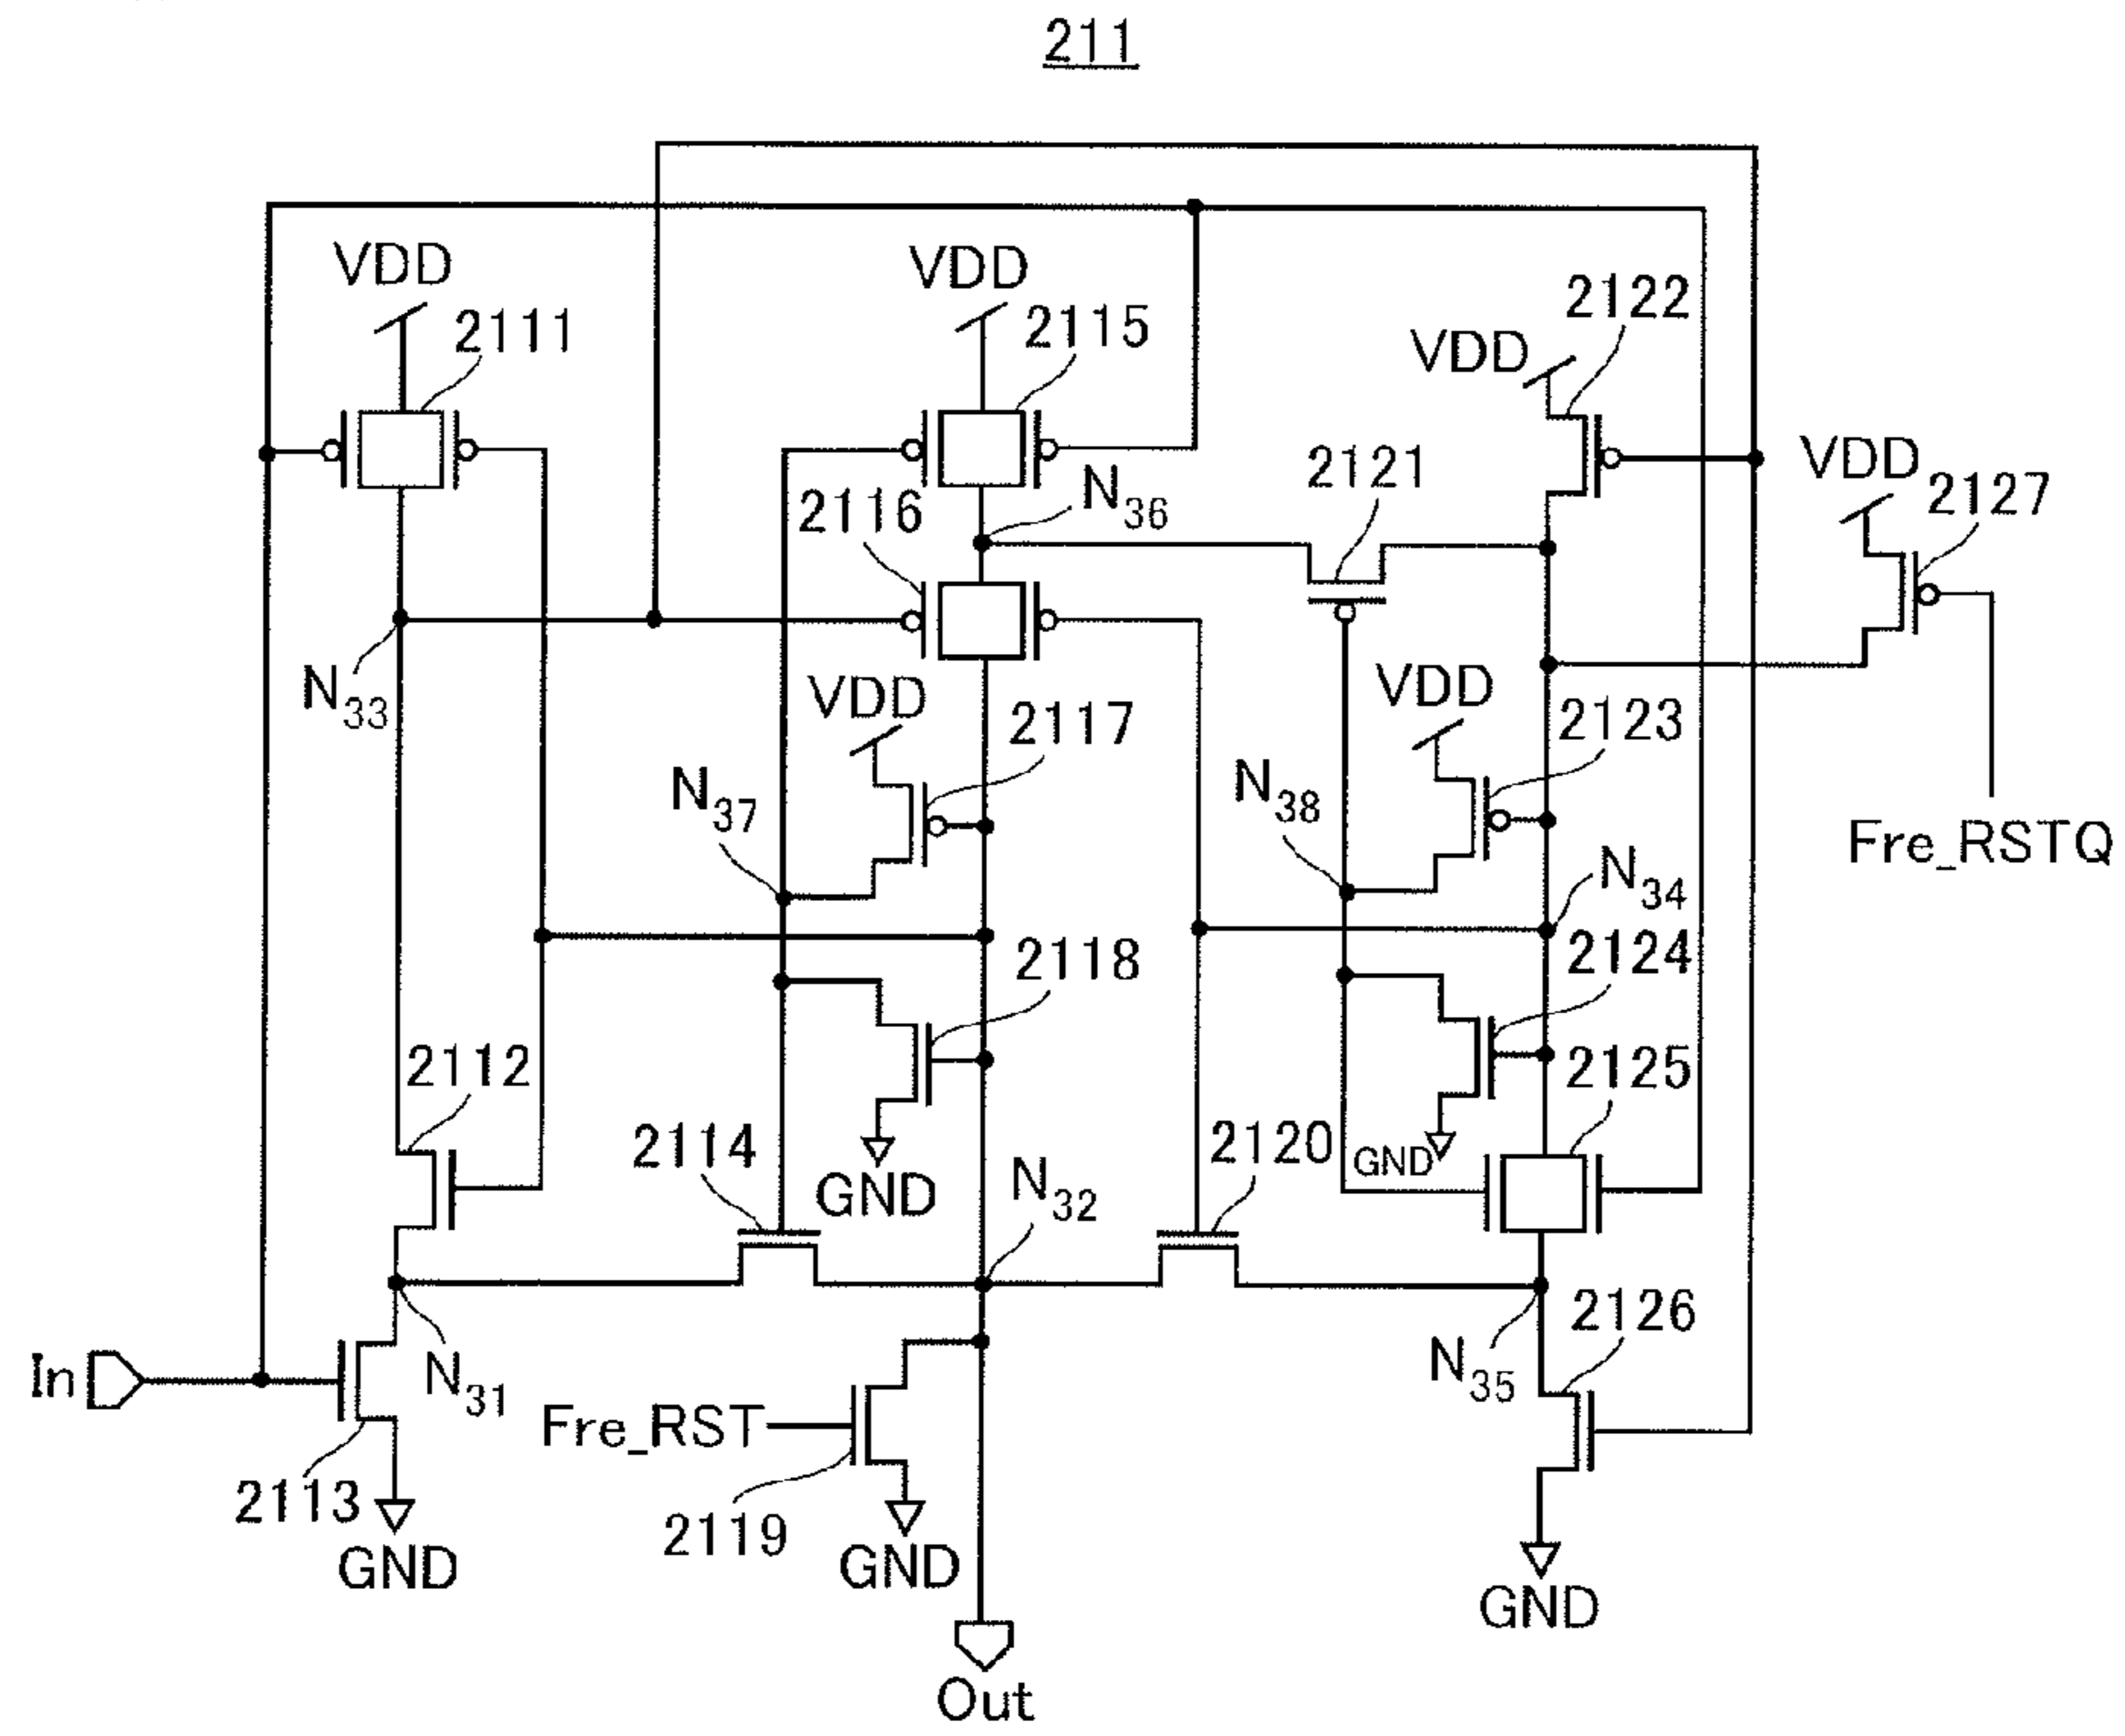 211
VDD
2111
VDD
2115
2122
VDD
VDD
2127
2121
N36
2116
N33
VDD
2117
VDD
2123
N37
N38
Fre_RSTQ
N34
2118
2124
2112
2125
2114
GND
N32
2120
GND
In
N31
Fre_RST
2126
N35
2113
GND
2119
GND
GND
Out